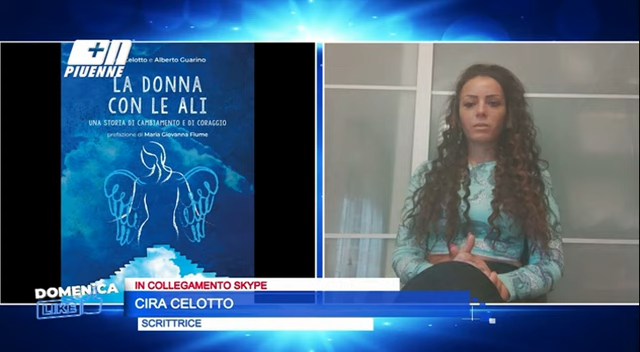 +N
PIUENNE
elotto e Alberto Guarino
LA DONNA
CON LE ALI
UNA STORIA DI CAMBIAMENTO E DI CORAGGIO
prefazione di Maria Giovanna Fiume
IN COLLEGAMENTO SKYPE
DOMENICA
LIKE
CIRA CELOTTO
SCRITTRICE